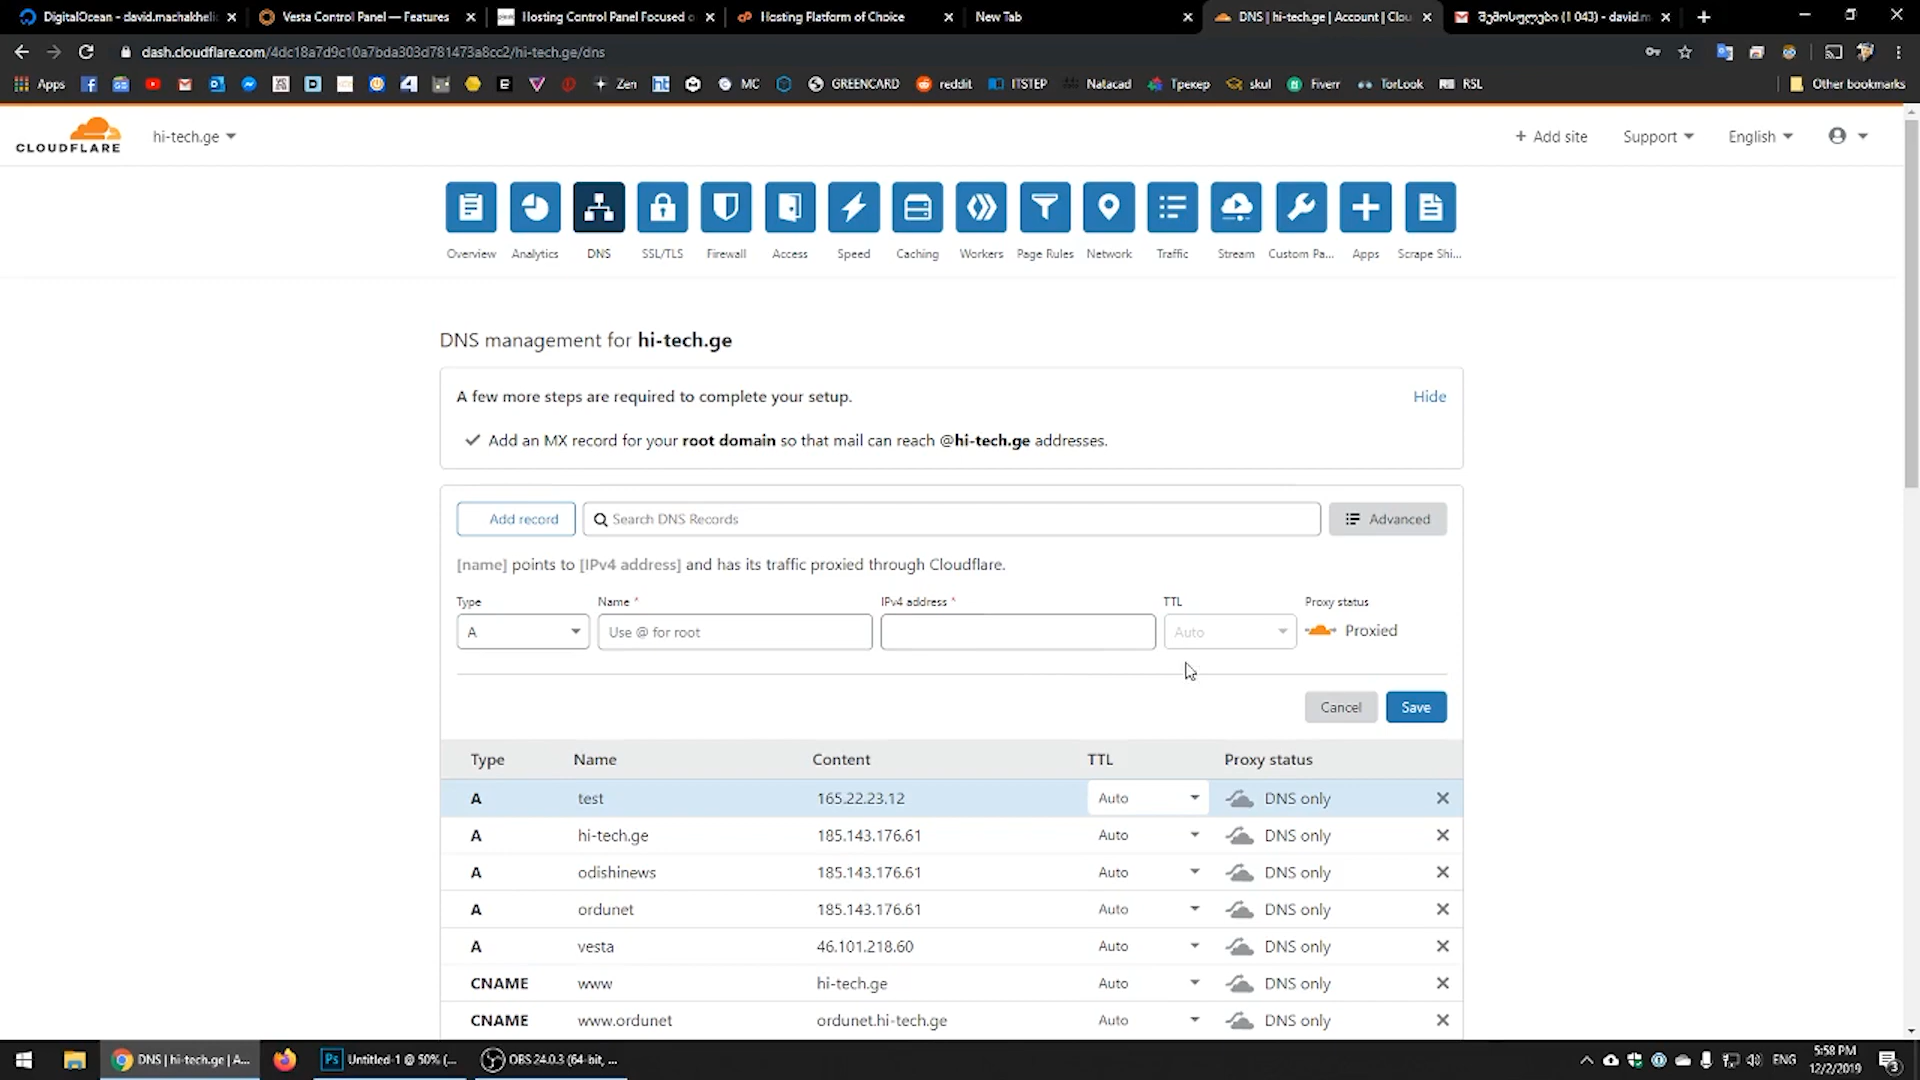 DigitalOcean - david.machakheli
Vesta Control Panel — Features
Hosting Control Panel Focused o
Hosting Platform of Choice
New Tab
DNS | hi-tech.ge | Account | Clou
შემოსულები (1 043) - david.m
dash.cloudflare.com/4dc18a7d9c10a7bda303d781473a8cc2/hi-tech.ge/dns
Apps
Zen
MC
GREENCARD
reddit
ITSTEP
Natacad
Трекер
skul
Fiverr
TorLook
RSL
Other bookmarks
CLOUDFLARE
hi-tech.ge
+ Add site
Support
English
Overview
Analytics
DNS
SSL/TLS
Firewall
Access
Speed
Caching
Workers
Page Rules
Network
Traffic
Stream
Custom Pa...
Apps
Scrape Shi...
DNS management for hi-tech.ge
A few more steps are required to complete your setup.
Hide
Add an MX record for your root domain so that mail can reach @hi-tech.ge addresses.
Add record
Search DNS Records
Advanced
[name] points to [IPv4 address] and has its traffic proxied through Cloudflare.
Type
Name *
IPv4 address *
TTL
Proxy status
A
Use @ for root
Auto
Proxied
Cancel
Save
Type Name Content TTL Proxy status
A test 165.22.23.12 Auto DNS only
A hi-tech.ge 185.143.176.61 Auto DNS only
A odishinews 185.143.176.61 Auto DNS only
A ordunet 185.143.176.61 Auto DNS only
A vesta 46.101.218.60 Auto DNS only
CNAME www hi-tech.ge Auto DNS only
CNAME www.ordunet ordunet.hi-tech.ge Auto DNS only
DNS | hi-tech.ge | A...
Ps
Untitled-1 @ 50% (...
OBS 24.0.3 (64-bit, ...
ENG
5:58 PM
12/2/2019
3